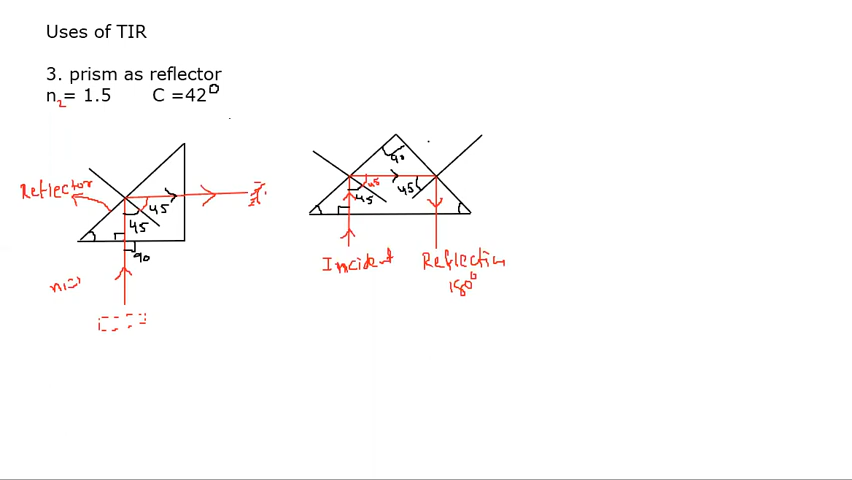 Uses of TIR
3. prism as reflector
n₂= 1.5 C =42°
Reflector
45
45
90
90
45
45
45
Incident Reflection
180°